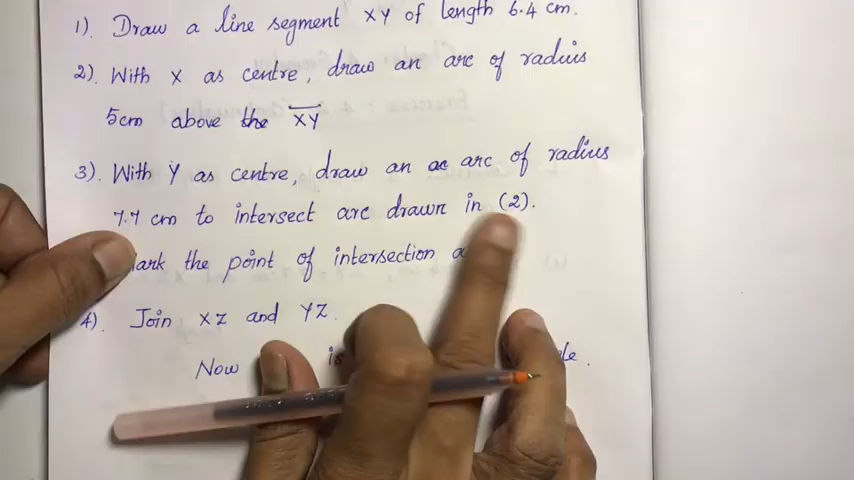 1). Draw a line segment XY of length 6.4 cm.
2). With X as centre, draw an arc of radius
5cm above the XY
3). With Y as centre, draw an ac arc of radius
7.7 cm to intersect arc drawn in (2).
the point of intersection
4). Join XZ and YZ.
Now is